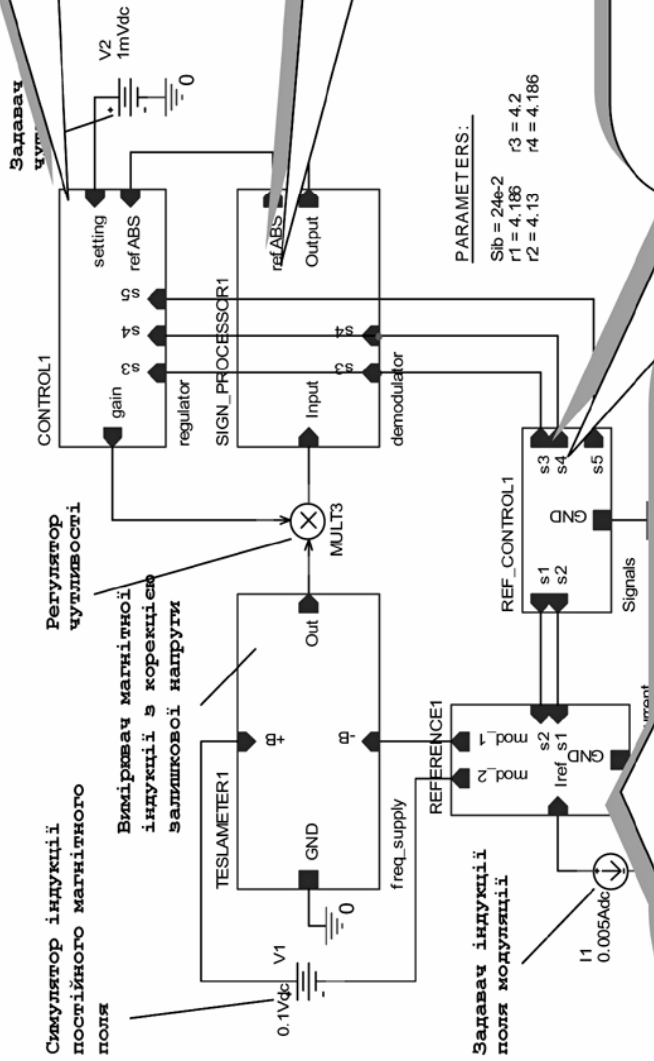 Симулятор індукції
постійного магнітного
поля
Вимірювач магнітної
індукції з корекцією
залишкової напруги
Регулятор
чутливості
Задавач
V2
1mVdc
0
CONTROL1
setting
refABS
gain
s3
s4
s5
regulator
SIGN_PROCESSOR1
refABS
Output
Input
s3
s4
demodulator
MULT3
TESLAMETER1
+B
-B
Out
GND
freq_supply
0
V1
0.1Vdc
PARAMETERS:
Sib = 24e-2
r1 = 4.186
r2 = 4.13
r3 = 4.2
r4 = 4.186
REFERENCE1
mod_2
mod_1
s2
s1
Iref
GND
REF_CONTROL1
s1
s2
s3
s4
s5
GND
Signals
Задавач індукції
поля модуляції
I1
0.005Adc